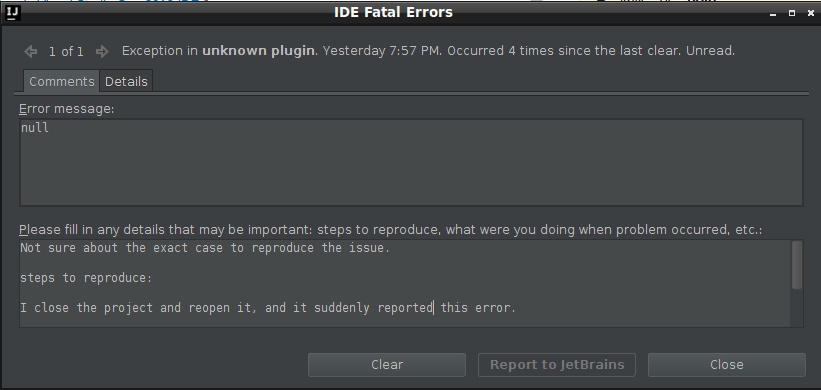 IJ
IDE Fatal Errors
1 of 1 Exception in unknown plugin. Yesterday 7:57 PM. Occurred 4 times since the last clear. Unread.
Comments Details
Error message:
null
Please fill in any details that may be important: steps to reproduce, what were you doing when problem occurred, etc.:
Not sure about the exact case to reproduce the issue.
steps to reproduce:
I close the project and reopen it, and it suddenly reported this error.
Clear Report to JetBrains Close